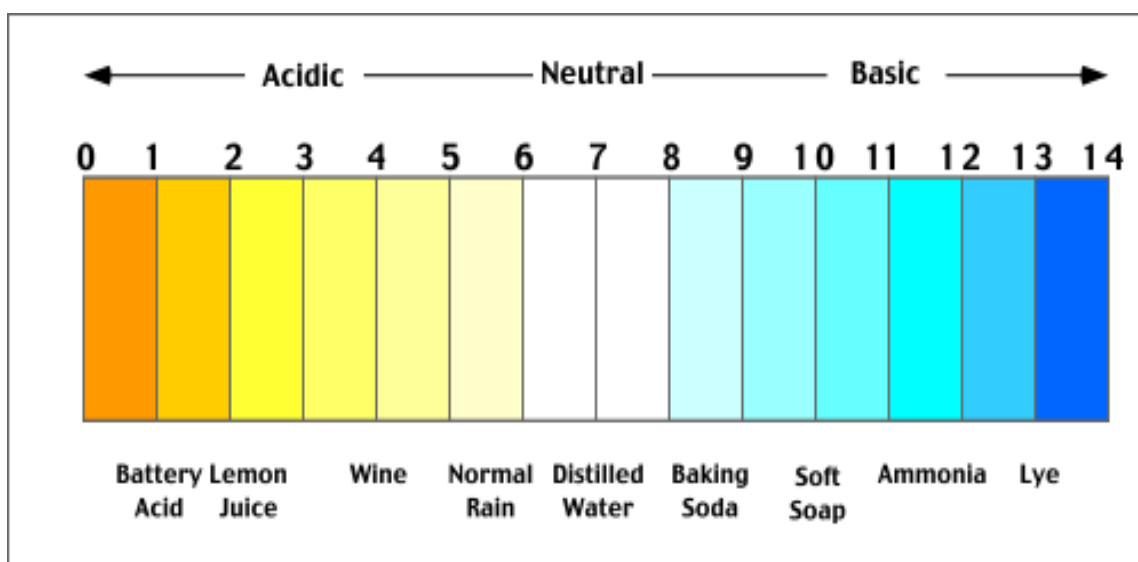 Acidic Neutral Basic
0 1 2 3 4 5 6 7 8 9 10 11 12 13 14
Battery Lemon Wine Normal Distilled Baking Soft Ammonia Lye
Acid Juice Rain Water Soda Soap